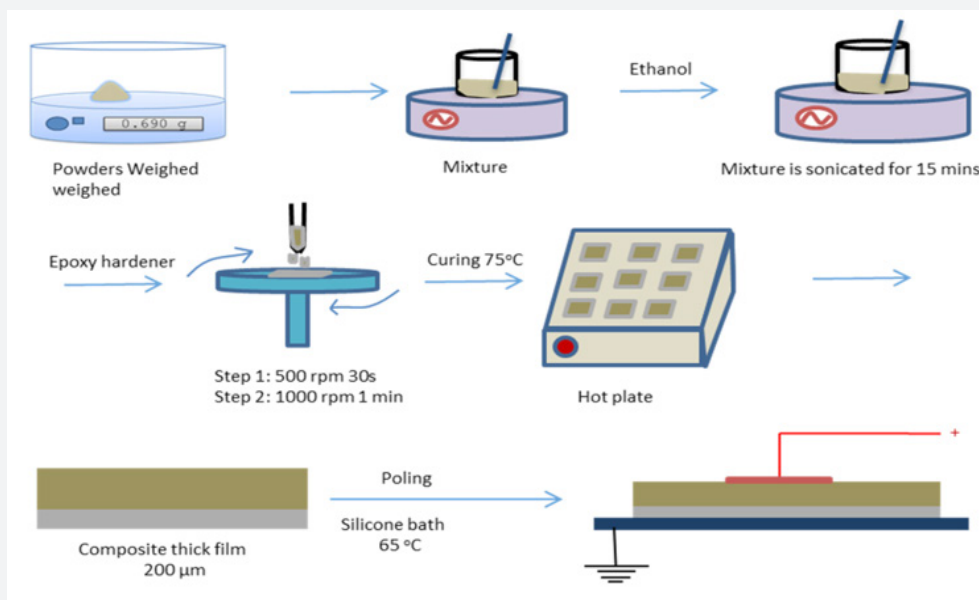 0.690 g
Powders Weighed
weighed
Mixture
Ethanol
Mixture is sonicated for 15 mins
Epoxy hardener
Step 1: 500 rpm 30s
Step 2: 1000 rpm 1 min
Curing 75°C
Hot plate
Composite thick film
200 µm
Poling
Silicone bath
65 °C
+